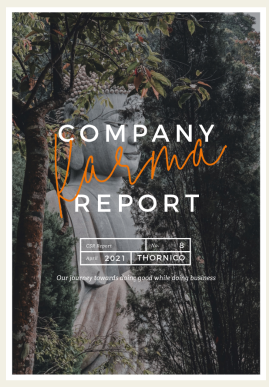 COMPANY
Karma
REPORT
CSR Report No. 8
April 2021 THORNICO
Our journey towards doing good while doing business